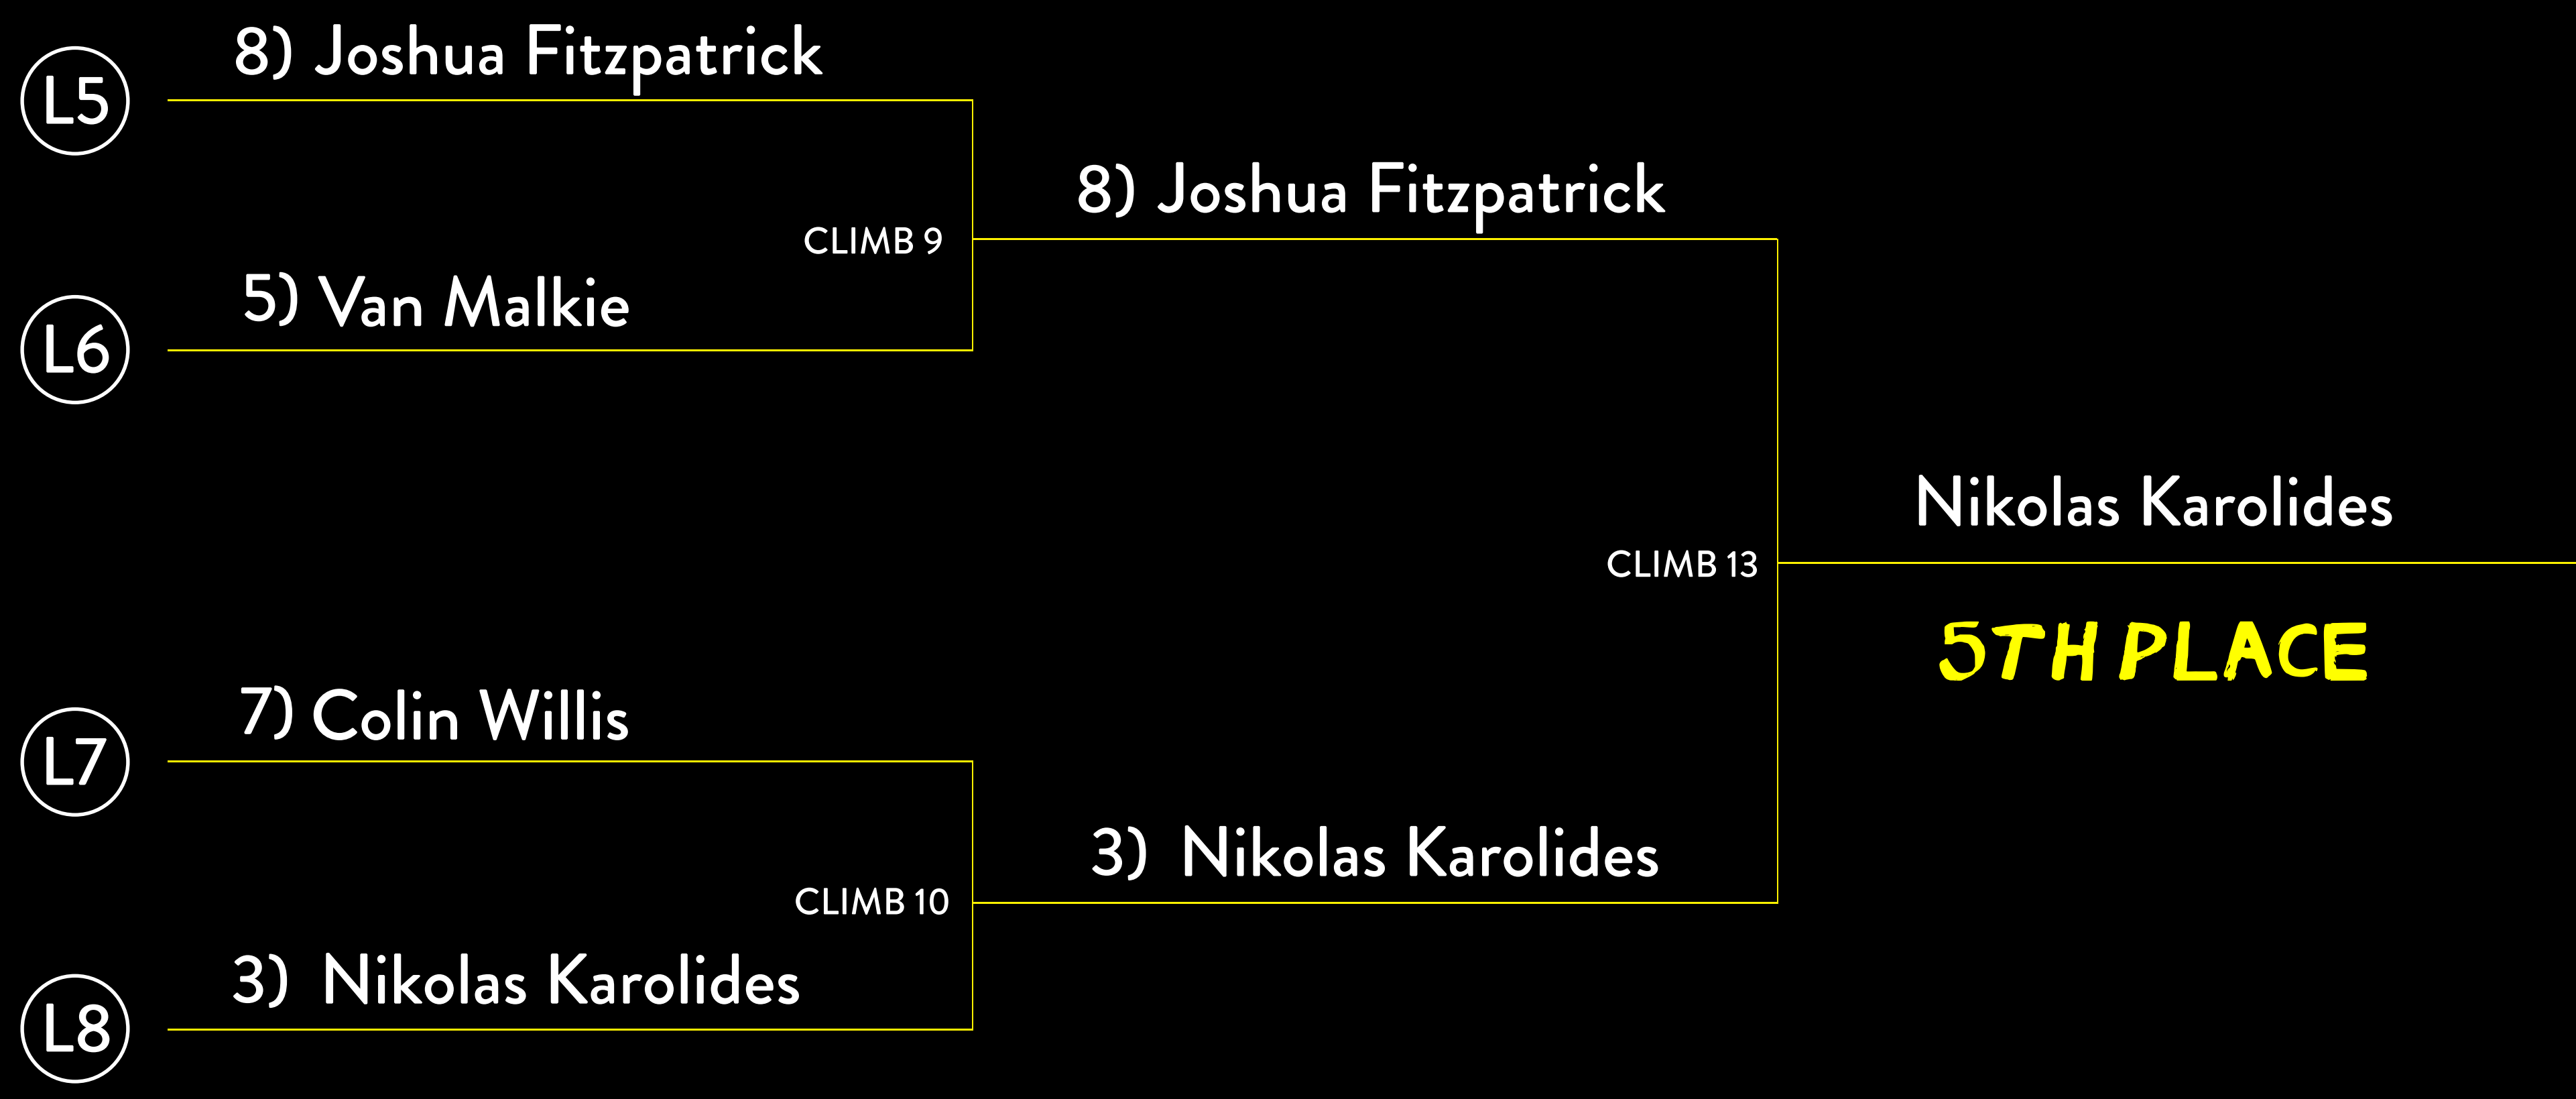 L5
8) Joshua Fitzpatrick
CLIMB 9
L6
5) Van Malkie
8) Joshua Fitzpatrick
CLIMB 13
Nikolas Karolides
5TH PLACE
L7
7) Colin Willis
CLIMB 10
L8
3) Nikolas Karolides
3) Nikolas Karolides